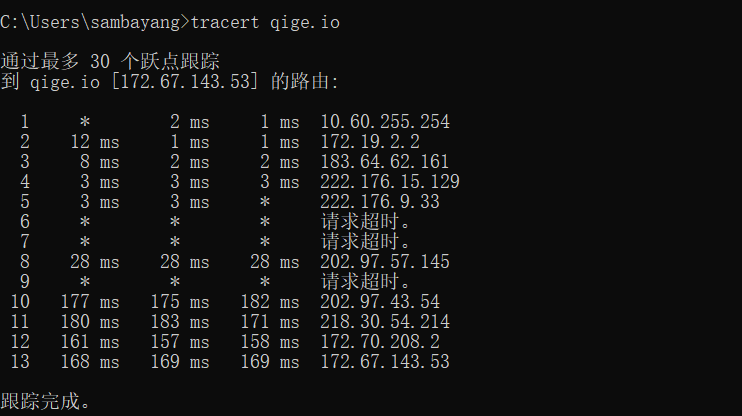 C:\Users\sambayang>tracert qige.io
通过最多 30 个跃点跟踪
到 qige.io [172.67.143.53] 的路由:
1 * 2 ms 1 ms 10.60.255.254
2 12 ms 1 ms 1 ms 172.19.2.2
3 8 ms 2 ms 2 ms 183.64.62.161
4 3 ms 3 ms 3 ms 222.176.15.129
5 3 ms 3 ms * 222.176.9.33
6 * * * 请求超时。
7 * * * 请求超时。
8 28 ms 28 ms 28 ms 202.97.57.145
9 * * * 请求超时。
10 177 ms 175 ms 182 ms 202.97.43.54
11 180 ms 183 ms 171 ms 218.30.54.214
12 161 ms 157 ms 158 ms 172.70.208.2
13 168 ms 169 ms 169 ms 172.67.143.53
跟踪完成。